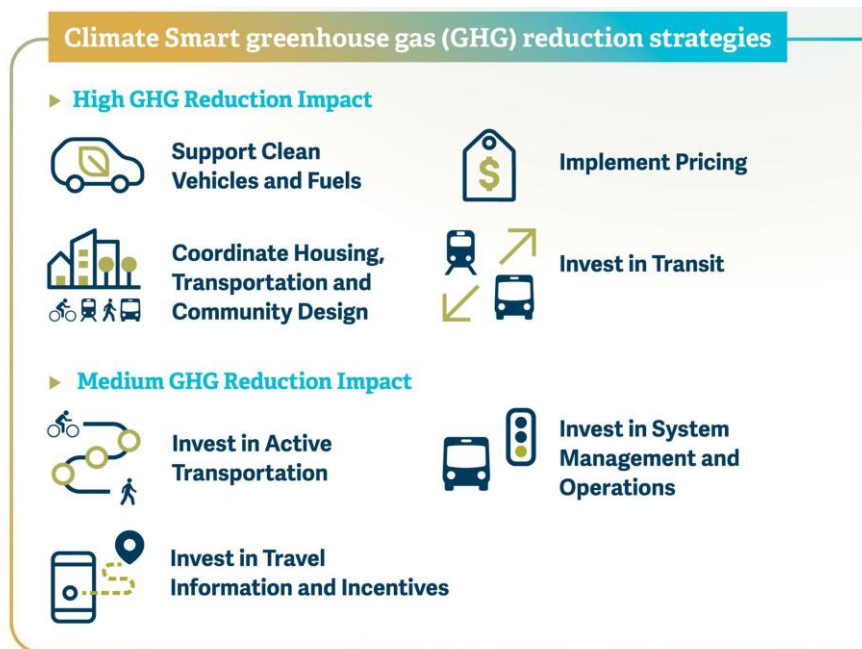 Climate Smart greenhouse gas (GHG) reduction strategies
High GHG Reduction Impact
Support Clean
Vehicles and Fuels
Implement Pricing
Coordinate Housing,
Transportation and
Community Design
Invest in Transit
Medium GHG Reduction Impact
Invest in Active
Transportation
Invest in System
Management and
Operations
Invest in Travel
Information and Incentives